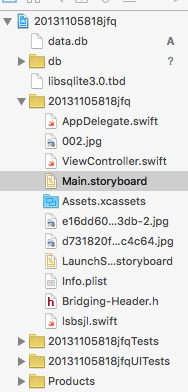 20131105818jfq
data.db A
db ?
libsqlite3.0.tbd
20131105818jfq
AppDelegate.swift
002.jpg
ViewController.swift
Main.storyboard
Assets.xcassets
e16dd60...3db-2.jpg
d731820f...c4c64.jpg
LaunchS...storyboard
Info.plist
h Bridging-Header.h
lsbsjl.swift
20131105818jfqTests
20131105818jfqUITests
Products